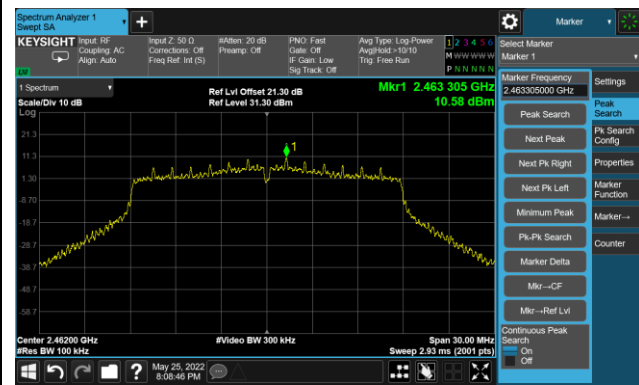 Spectrum Analyzer 1
Swept SA
Marker
KEYSIGHT
Input: RF
Coupling: AC
Align: Auto
Input Z: 50 Ω
Corrections: Off
Freq Ref: Int (S)
#Atten: 20 dB
Preamp: Off
PNO: Fast
Gate: Off
IF Gain: Low
Sig Track: Off
Avg Type: Log-Power
Avg|Hold:>10/10
Trig: Free Run
1 2 3 4 5 6
M W W W W W
P N N N N N
LXI
Select Marker
Marker 1
1 Spectrum
Scale/Div 10 dB
Log
Ref Lvl Offset 21.30 dB
Ref Level 31.30 dBm
Mkr1 2.463 305 GHz
10.58 dBm
1
21.3
11.3
1.30
-8.70
-18.7
-28.7
-38.7
-48.7
-58.7
Center 2.46200 GHz
#Res BW 100 kHz
#Video BW 300 kHz
Span 30.00 MHz
Sweep 2.93 ms (2001 pts)
Marker Frequency
2.463305000 GHz
Peak Search
Next Peak
Next Pk Right
Next Pk Left
Minimum Peak
Pk-Pk Search
Marker Delta
Mkr→CF
Mkr→Ref Lvl
Continuous Peak
Search
On
Off
Settings
Peak
Search
Pk Search
Config
Properties
Marker
Function
Marker→
Counter
?
May 25, 2022
8:08:46 PM